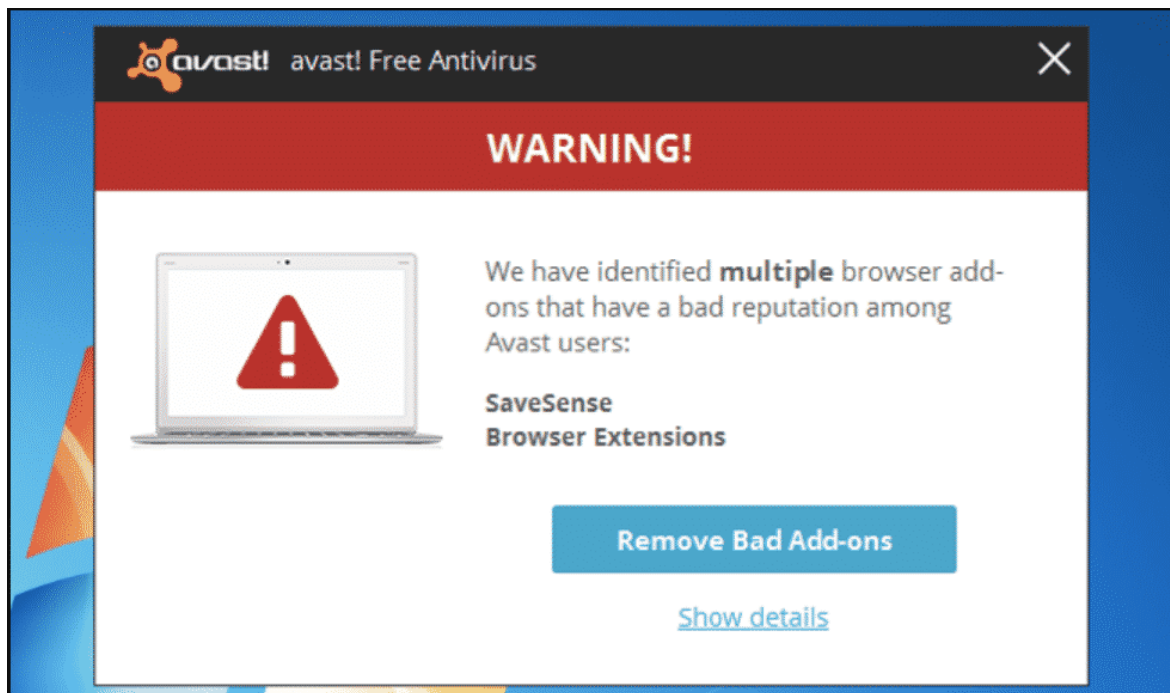 avast! avast! Free Antivirus
WARNING!
We have identified multiple browser add-
ons that have a bad reputation among
Avast users:
SaveSense
Browser Extensions
Remove Bad Add-ons
Show details